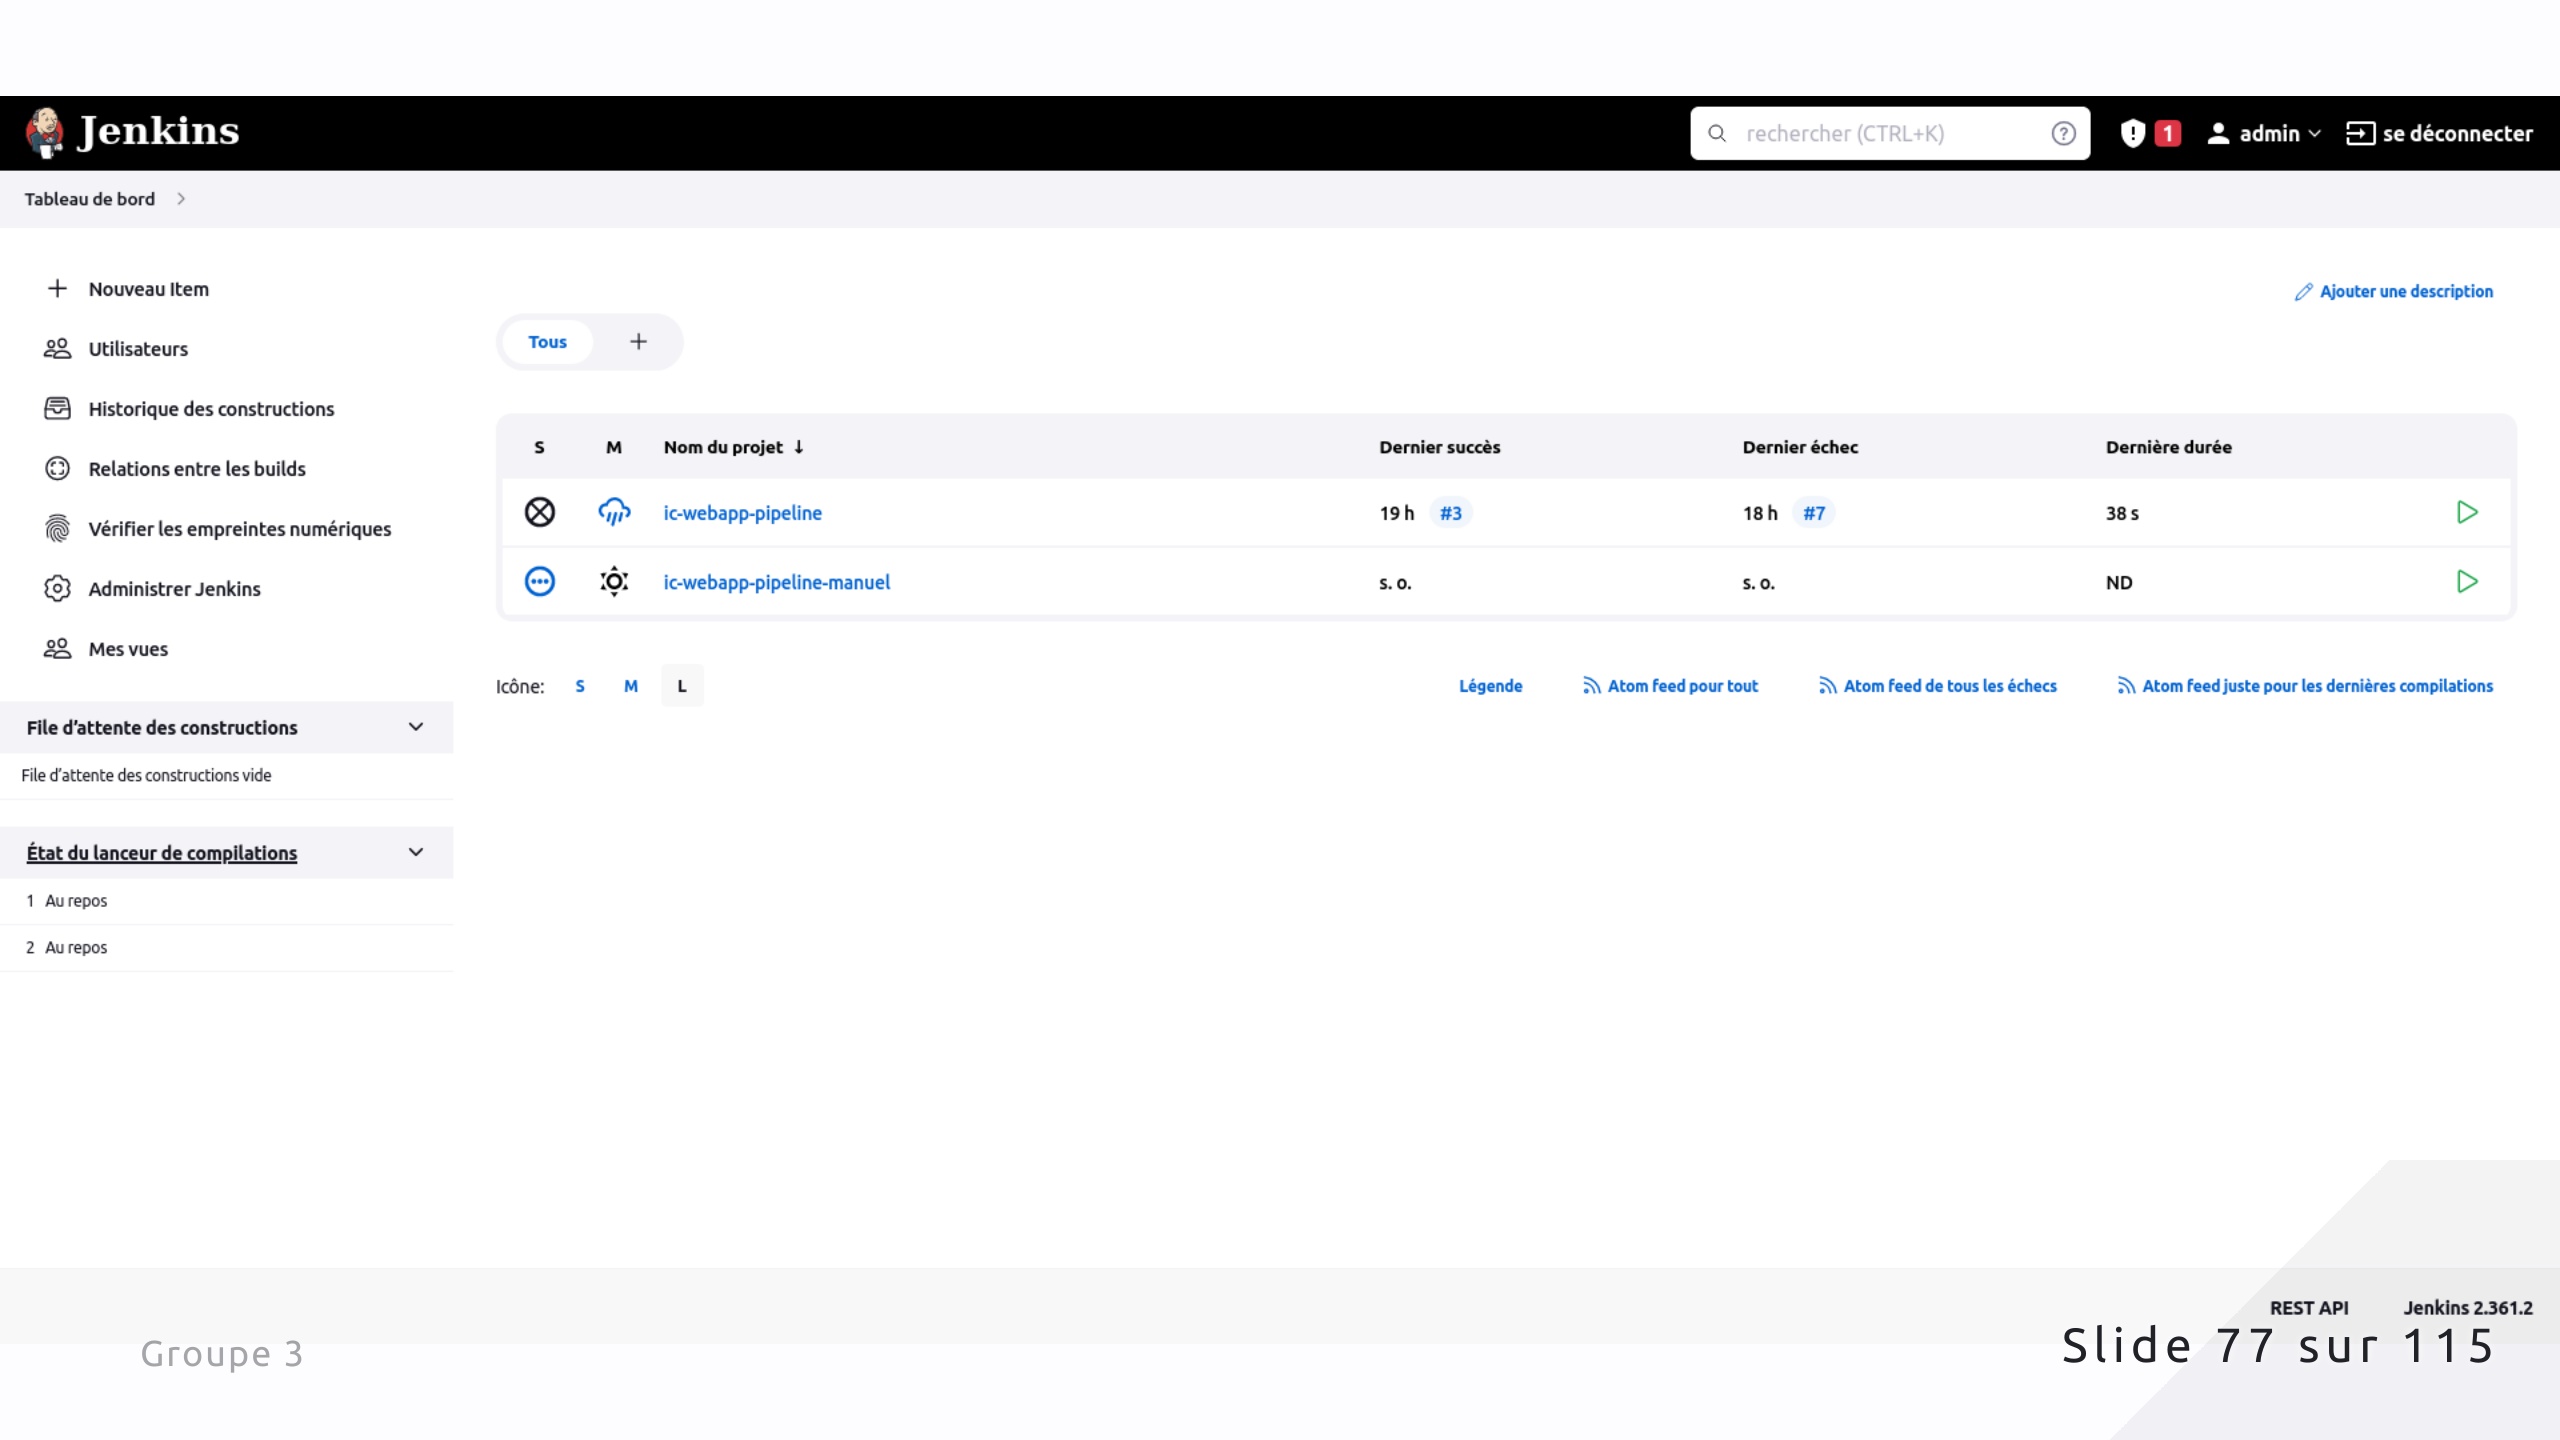 Jenkins
rechercher (CTRL+K)
1
admin
se déconnecter
Tableau de bord
Nouveau Item
Utilisateurs
Historique des constructions
Relations entre les builds
Vérifier les empreintes numériques
Administrer Jenkins
Mes vues
File d’attente des constructions
File d’attente des constructions vide
État du lanceur de compilations
1 Au repos
2 Au repos
Ajouter une description
Tous
S M Nom du projet ↓ Dernier succès Dernier échec Dernière durée
ic-webapp-pipeline 19 h #3 18 h #7 38 s
ic-webapp-pipeline-manuel s. o. s. o. ND
Icône: S M L
Légende
Atom feed pour tout
Atom feed de tous les échecs
Atom feed juste pour les dernières compilations
REST API
Jenkins 2.361.2
Groupe 3
Slide 77 sur 115